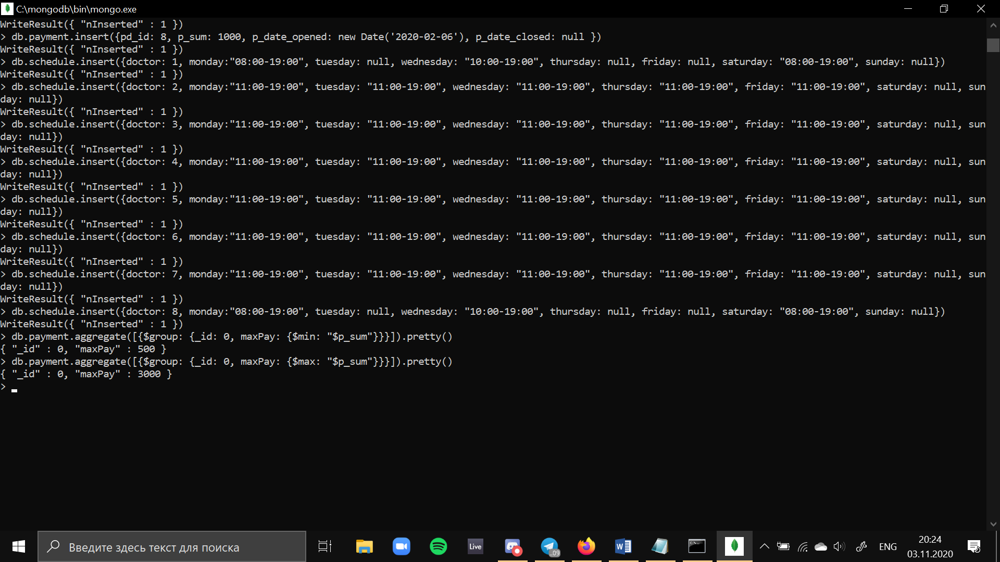 C:\mongodb\bin\mongo.exe
WriteResult({ "nInserted" : 1 })
> db.payment.insert({pd_id: 8, p_sum: 1000, p_date_opened: new Date('2020-02-06'), p_date_closed: null })
WriteResult({ "nInserted" : 1 })
> db.schedule.insert({doctor: 1, monday:"08:00-19:00", tuesday: null, wednesday: "10:00-19:00", thursday: null, friday: null, saturday: "08:00-19:00", sunday: null})
WriteResult({ "nInserted" : 1 })
> db.schedule.insert({doctor: 2, monday:"11:00-19:00", tuesday: "11:00-19:00", wednesday: "11:00-19:00", thursday: "11:00-19:00", friday: "11:00-19:00", saturday: null, sun
day: null})
WriteResult({ "nInserted" : 1 })
> db.schedule.insert({doctor: 3, monday:"11:00-19:00", tuesday: "11:00-19:00", wednesday: "11:00-19:00", thursday: "11:00-19:00", friday: "11:00-19:00", saturday: null, sun
day: null})
WriteResult({ "nInserted" : 1 })
> db.schedule.insert({doctor: 4, monday:"11:00-19:00", tuesday: "11:00-19:00", wednesday: "11:00-19:00", thursday: "11:00-19:00", friday: "11:00-19:00", saturday: null, sun
day: null})
WriteResult({ "nInserted" : 1 })
> db.schedule.insert({doctor: 5, monday:"11:00-19:00", tuesday: "11:00-19:00", wednesday: "11:00-19:00", thursday: "11:00-19:00", friday: "11:00-19:00", saturday: null, sun
day: null})
WriteResult({ "nInserted" : 1 })
> db.schedule.insert({doctor: 6, monday:"11:00-19:00", tuesday: "11:00-19:00", wednesday: "11:00-19:00", thursday: "11:00-19:00", friday: "11:00-19:00", saturday: null, sun
day: null})
WriteResult({ "nInserted" : 1 })
> db.schedule.insert({doctor: 7, monday:"11:00-19:00", tuesday: "11:00-19:00", wednesday: "11:00-19:00", thursday: "11:00-19:00", friday: "11:00-19:00", saturday: null, sun
day: null})
WriteResult({ "nInserted" : 1 })
> db.schedule.insert({doctor: 8, monday:"08:00-19:00", tuesday: null, wednesday: "10:00-19:00", thursday: null, friday: null, saturday: "08:00-19:00", sunday: null})
WriteResult({ "nInserted" : 1 })
> db.payment.aggregate([{$group: {_id: 0, maxPay: {$min: "$p_sum"}}}]).pretty()
{ "_id" : 0, "maxPay" : 500 }
> db.payment.aggregate([{$group: {_id: 0, maxPay: {$max: "$p_sum"}}}]).pretty()
{ "_id" : 0, "maxPay" : 3000 }
>
Введите здесь текст для поиска
Live
..09
W
ENG
20:24
03.11.2020